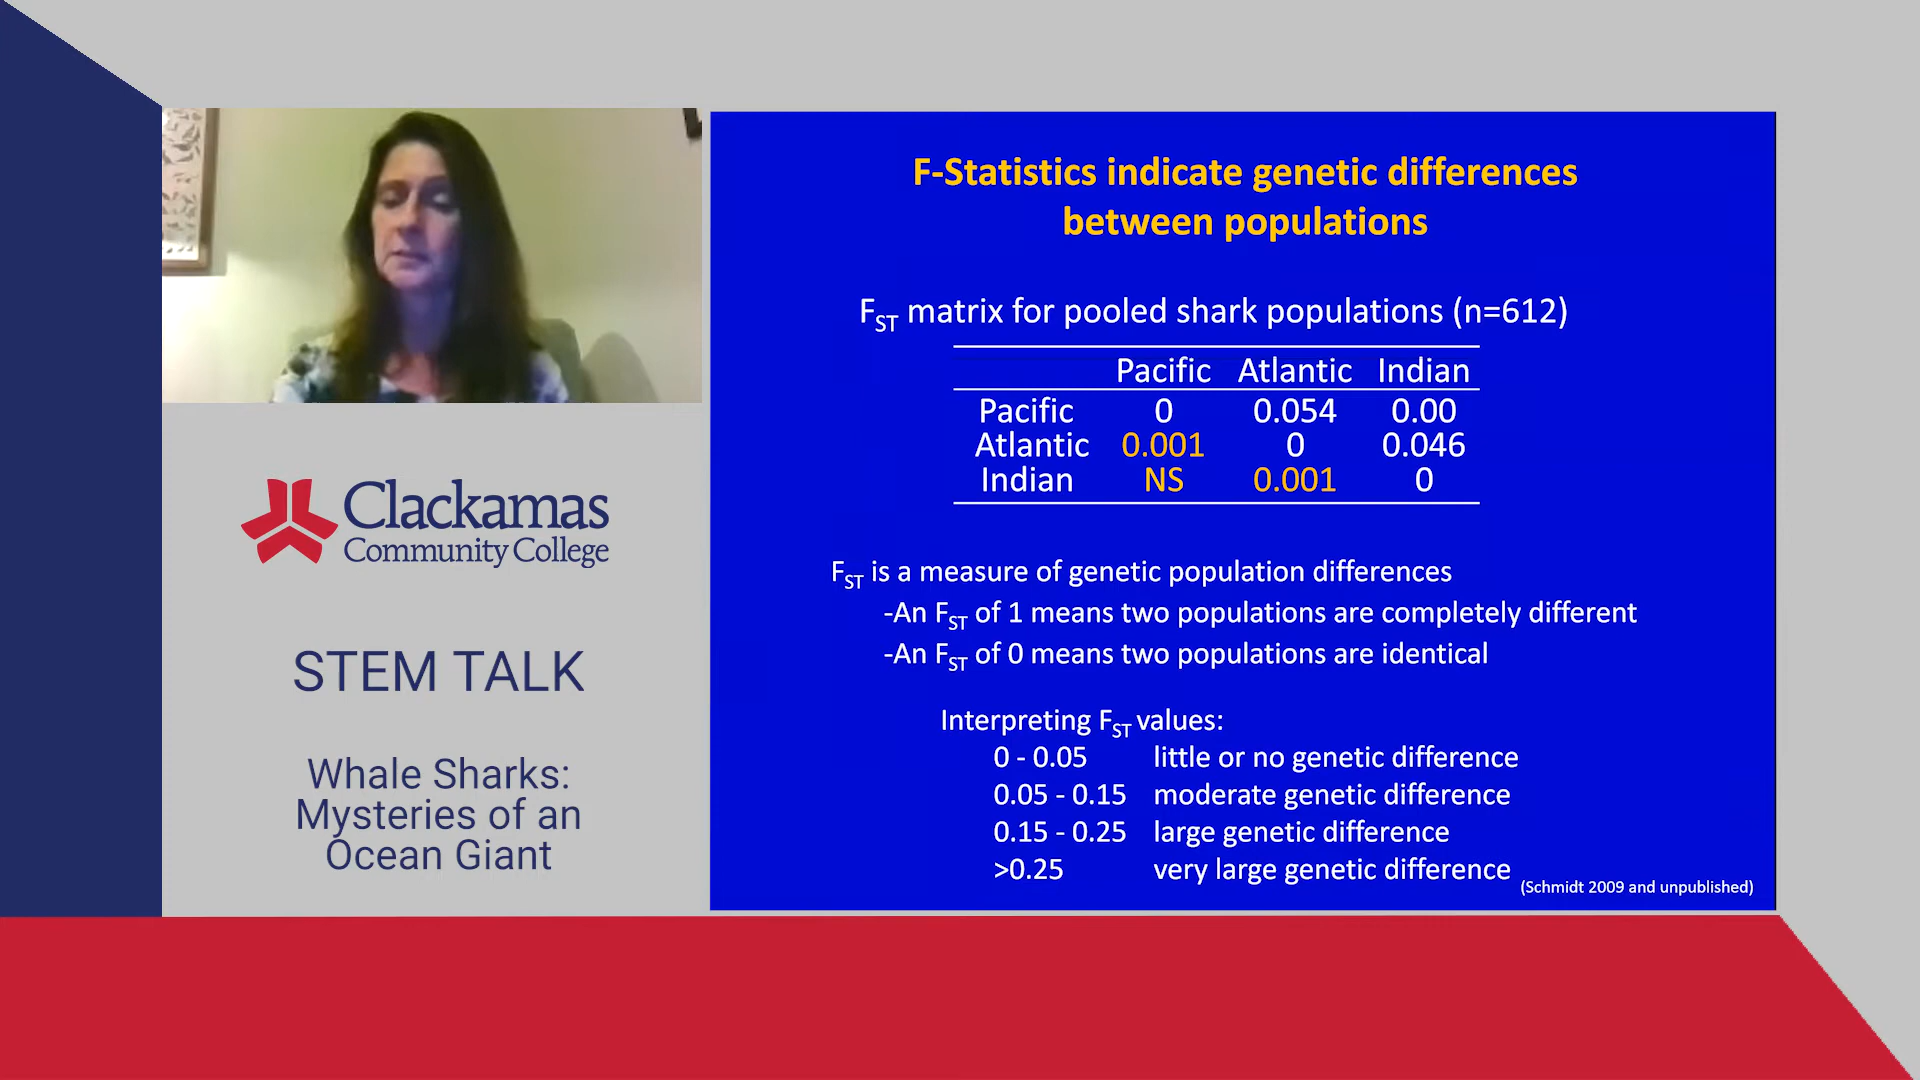 Clackamas
Community College
STEM TALK
Whale Sharks:
Mysteries of an
Ocean Giant
F-Statistics indicate genetic differences
between populations
FST matrix for pooled shark populations (n=612)
Pacific Atlantic Indian
Pacific 0 0.054 0.00
Atlantic 0.001 0 0.046
Indian NS 0.001 0
FST is a measure of genetic population differences
-An FST of 1 means two populations are completely different
-An FST of 0 means two populations are identical
Interpreting FST values:
0 - 0.05 little or no genetic difference
0.05 - 0.15 moderate genetic difference
0.15 - 0.25 large genetic difference
>0.25 very large genetic difference
(Schmidt 2009 and unpublished)